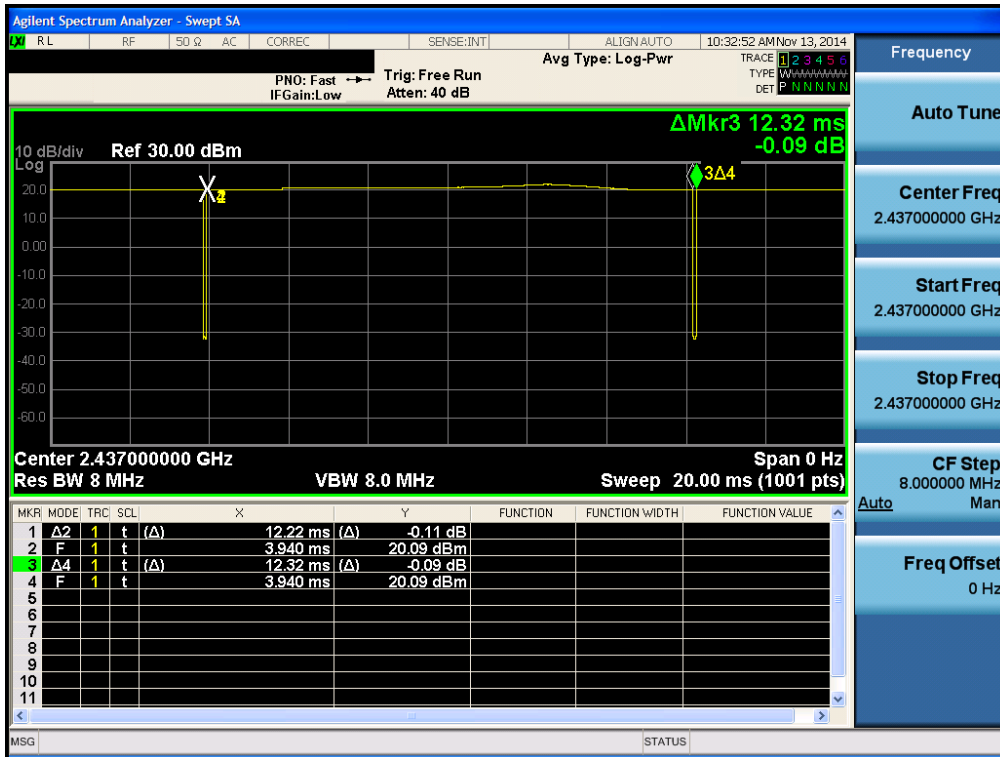 Agilent Spectrum Analyzer - Swept SA
LXI RL RF 50 Ω AC CORREC SENSE:INT ALIGN AUTO 10:32:52 AM Nov 13, 2014
PNO: Fast
IFGain:Low
Trig: Free Run
Atten: 40 dB
Avg Type: Log-Pwr
TRACE 1 2 3 4 5 6
TYPE W
DET P N N N N N
ΔMkr3 12.32 ms
-0.09 dB
10 dB/div Ref 30.00 dBm
Log
20.0
10.0
0.00
-10.0
-20.0
-30.0
-40.0
-50.0
-60.0
3Δ4
Center 2.437000000 GHz Span 0 Hz
Res BW 8 MHz VBW 8.0 MHz Sweep 20.00 ms (1001 pts)
MKR MODE TRC SCL X Y FUNCTION FUNCTION WIDTH FUNCTION VALUE
1 Δ2 1 t (Δ) 12.22 ms (Δ) -0.11 dB
2 F 1 t 3.940 ms 20.09 dBm
3 Δ4 1 t (Δ) 12.32 ms (Δ) -0.09 dB
4 F 1 t 3.940 ms 20.09 dBm
5
6
7
8
9
10
11
MSG STATUS
Frequency
Auto Tune
Center Freq
2.437000000 GHz
Start Freq
2.437000000 GHz
Stop Freq
2.437000000 GHz
CF Step
8.000000 MHz
Auto Man
Freq Offset
0 Hz